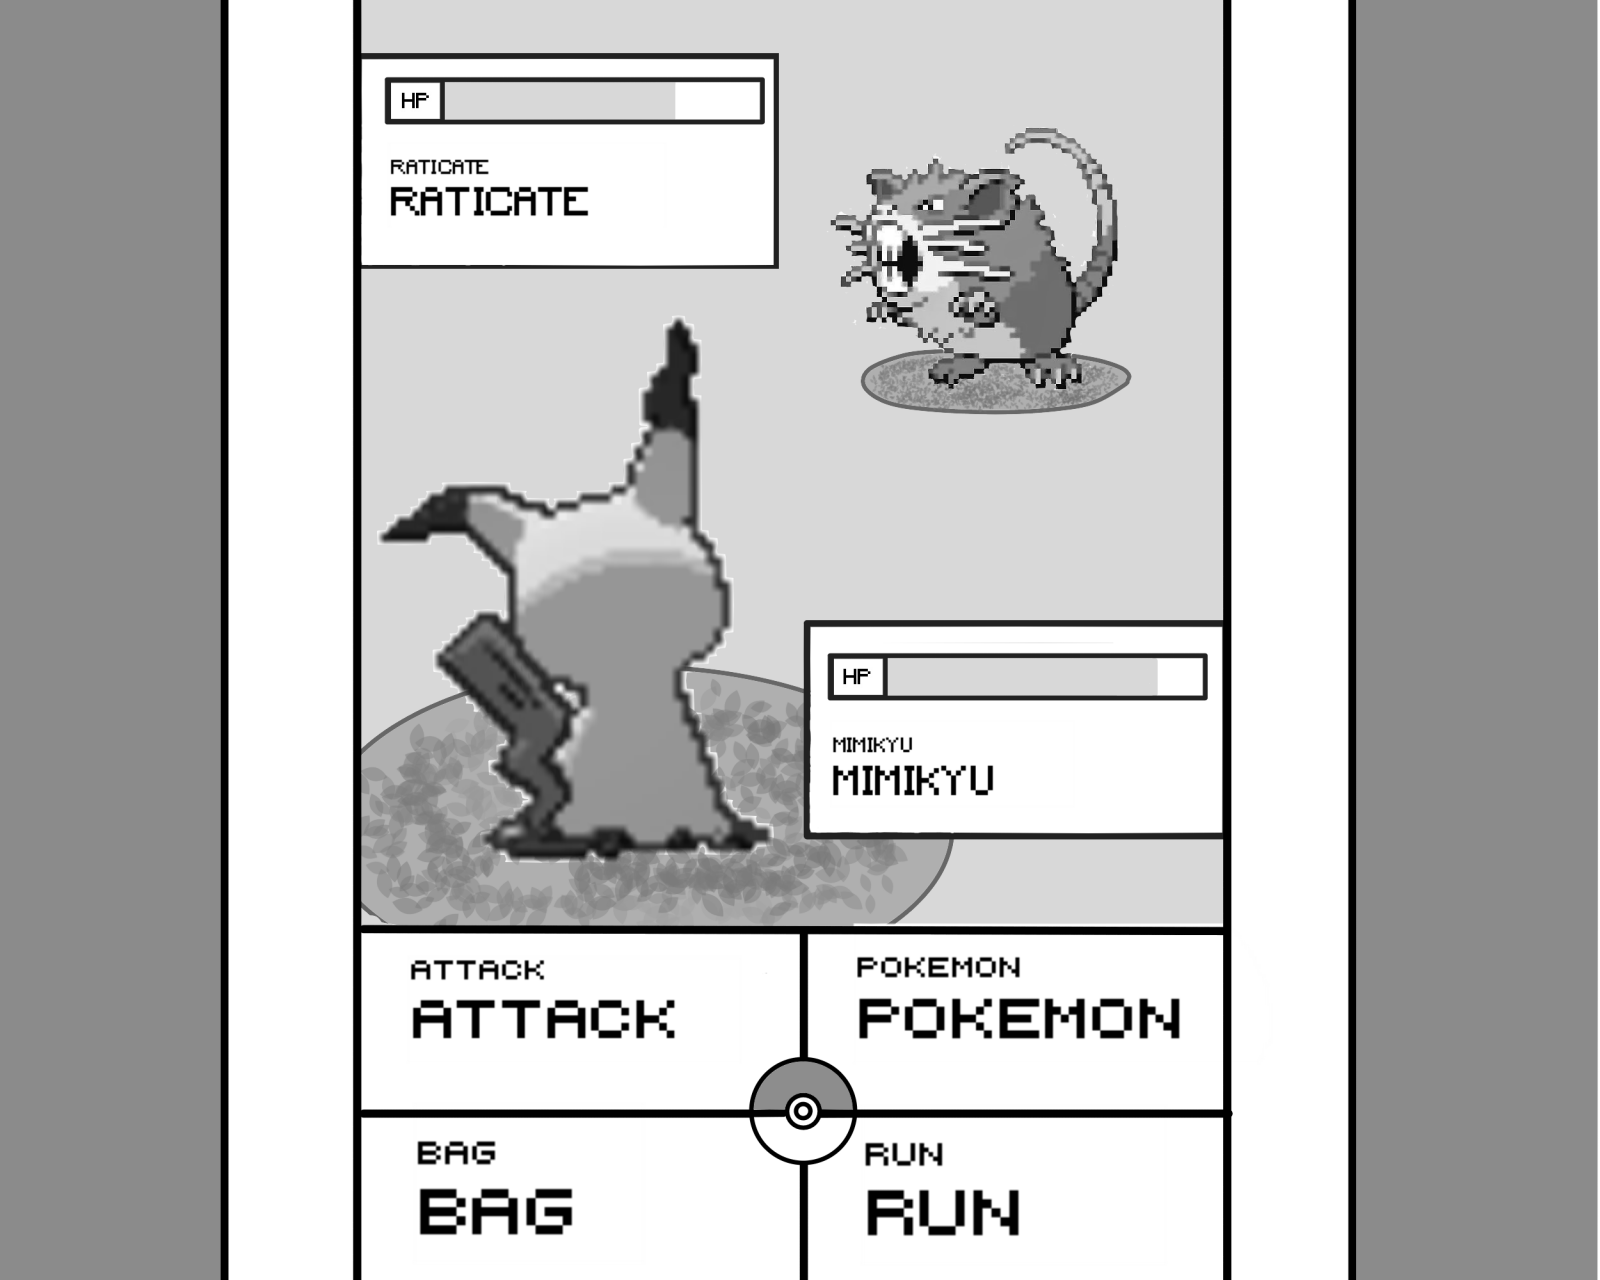 HP
RATICATE
RATICATE
HP
MIMIKYU
MIMIKYU
ATTACK
ATTACK
POKEMON
POKEMON
BAG
BAG
RUN
RUN